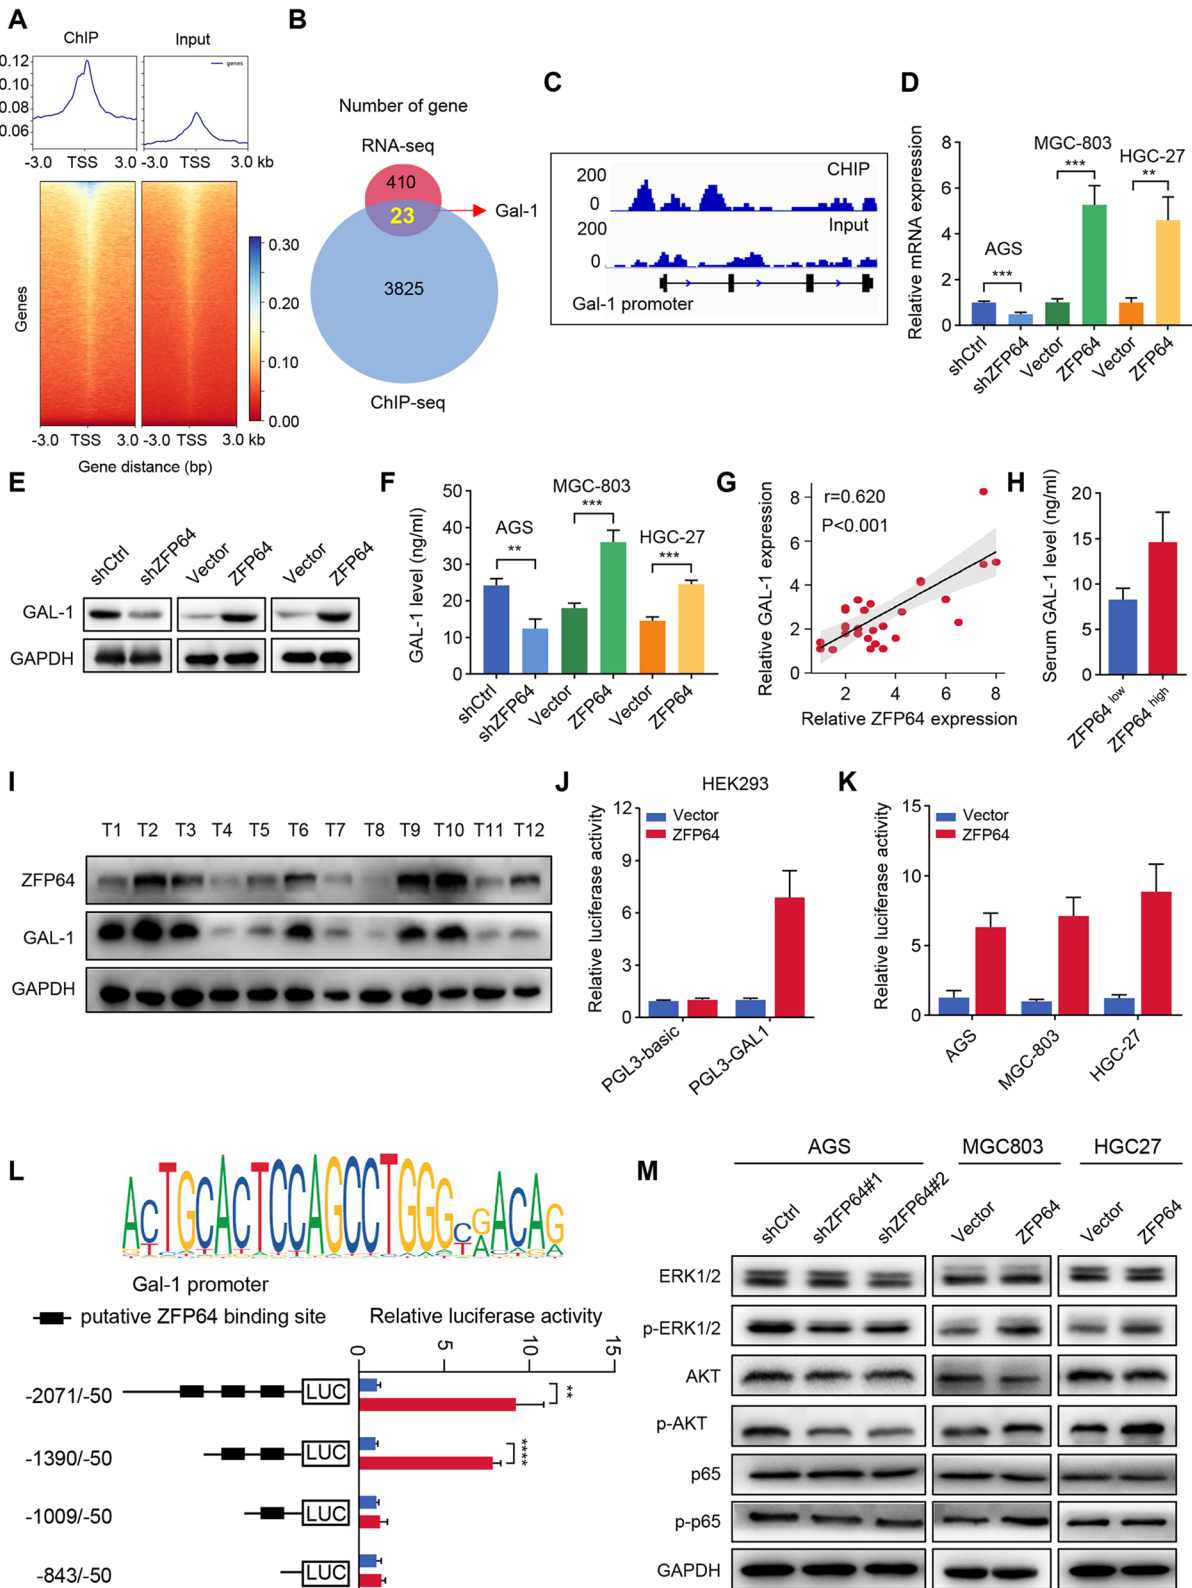 A
ChIP
Input
genes
0.12
0.10
0.08
0.06
-3.0 TSS 3.0
-3.0 TSS 3.0 kb
Genes
0.30
0.20
0.10
0.00
-3.0 TSS 3.0
-3.0 TSS 3.0 kb
Gene distance (bp)
B
Number of gene
RNA-seq
410
23
Gal-1
3825
ChIP-seq
C
CHIP
200
0
Input
200
0
Gal-1 promoter
D
Relative mRNA expression
8
6
4
2
0
AGS
***
MGC-803
***
HGC-27
**
shCtrl
shZFP64
Vector
ZFP64
Vector
ZFP64
E
shCtrl
shZFP64
Vector
ZFP64
Vector
ZFP64
GAL-1
GAPDH
F
GAL-1 level (ng/ml)
50
40
30
20
10
0
AGS
**
MGC-803
***
HGC-27
***
shCtrl
shZFP64
Vector
ZFP64
Vector
ZFP64
G
Relative GAL-1 expression
8
6
4
2
0
r=0.620
P<0.001
2 4 6 8
Relative ZFP64 expression
H
Serum GAL-1 level (ng/ml)
20
15
10
5
0
ZFP64 low
ZFP64 high
I
T1 T2 T3 T4 T5 T6 T7 T8 T9 T10 T11 T12
ZFP64
GAL-1
GAPDH
J
HEK293
Relative luciferase activity
12
9
6
3
0
Vector
ZFP64
PGL3-basic
PGL3-GAL1
K
Relative luciferase activity
15
10
5
0
Vector
ZFP64
AGS
MGC-803
HGC-27
L
ACTGCACTCCAGCCTGGGCGACAG
Gal-1 promoter
putative ZFP64 binding site
Relative luciferase activity
0 5 10 15
-2071/-50 LUC
**
-1390/-50 LUC
****
-1009/-50 LUC
-843/-50 LUC
M
AGS
MGC803
HGC27
shCtrl
shZFP64#1
shZFP64#2
Vector
ZFP64
Vector
ZFP64
ERK1/2
p-ERK1/2
AKT
p-AKT
p65
p-p65
GAPDH